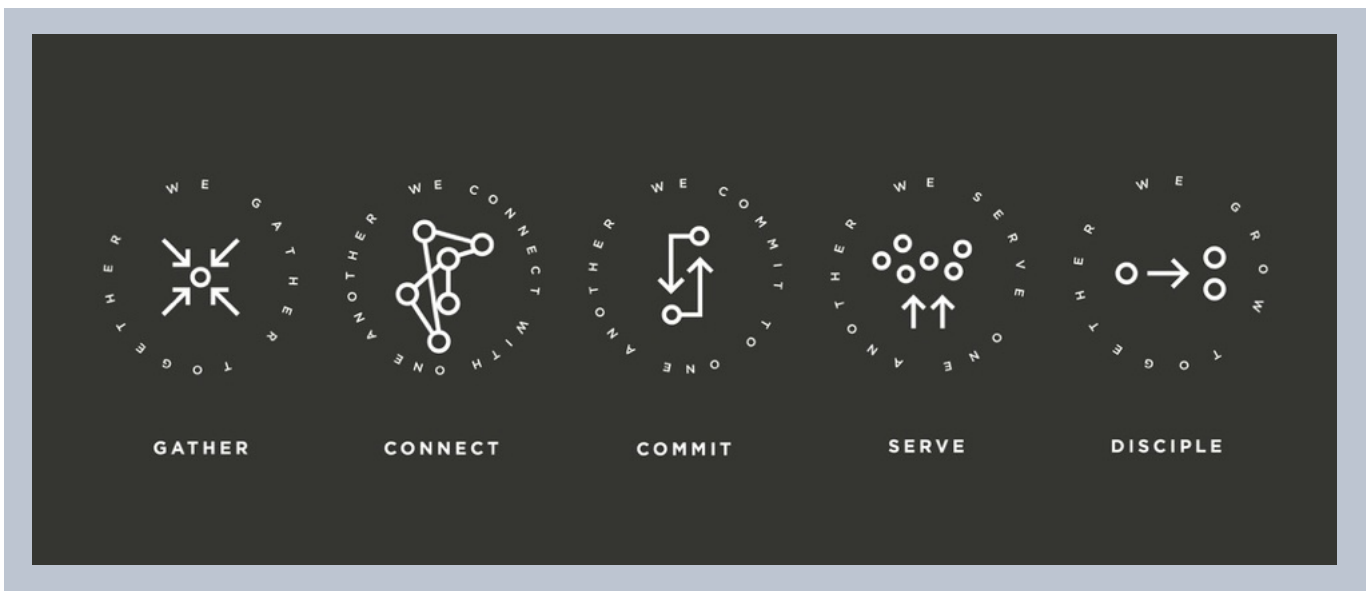 WE GATHER TOGETHER
WE CONNECT WITH ONE ANOTHER
WE COMMIT TO ONE ANOTHER
WE SERVE ONE ANOTHER
WE GROW TOGETHER
GATHER
CONNECT
COMMIT
SERVE
DISCIPLE